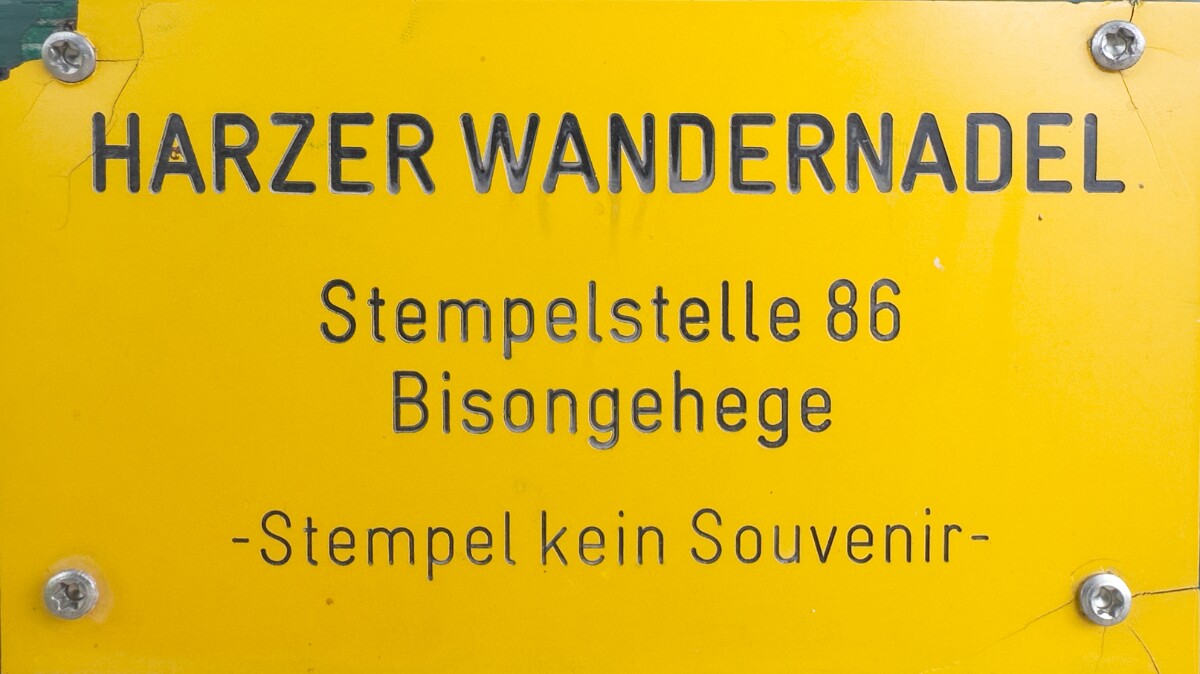 HARZER WANDERNADEL
Stempelstelle 86
Bisongehege
-Stempel kein Souvenir-